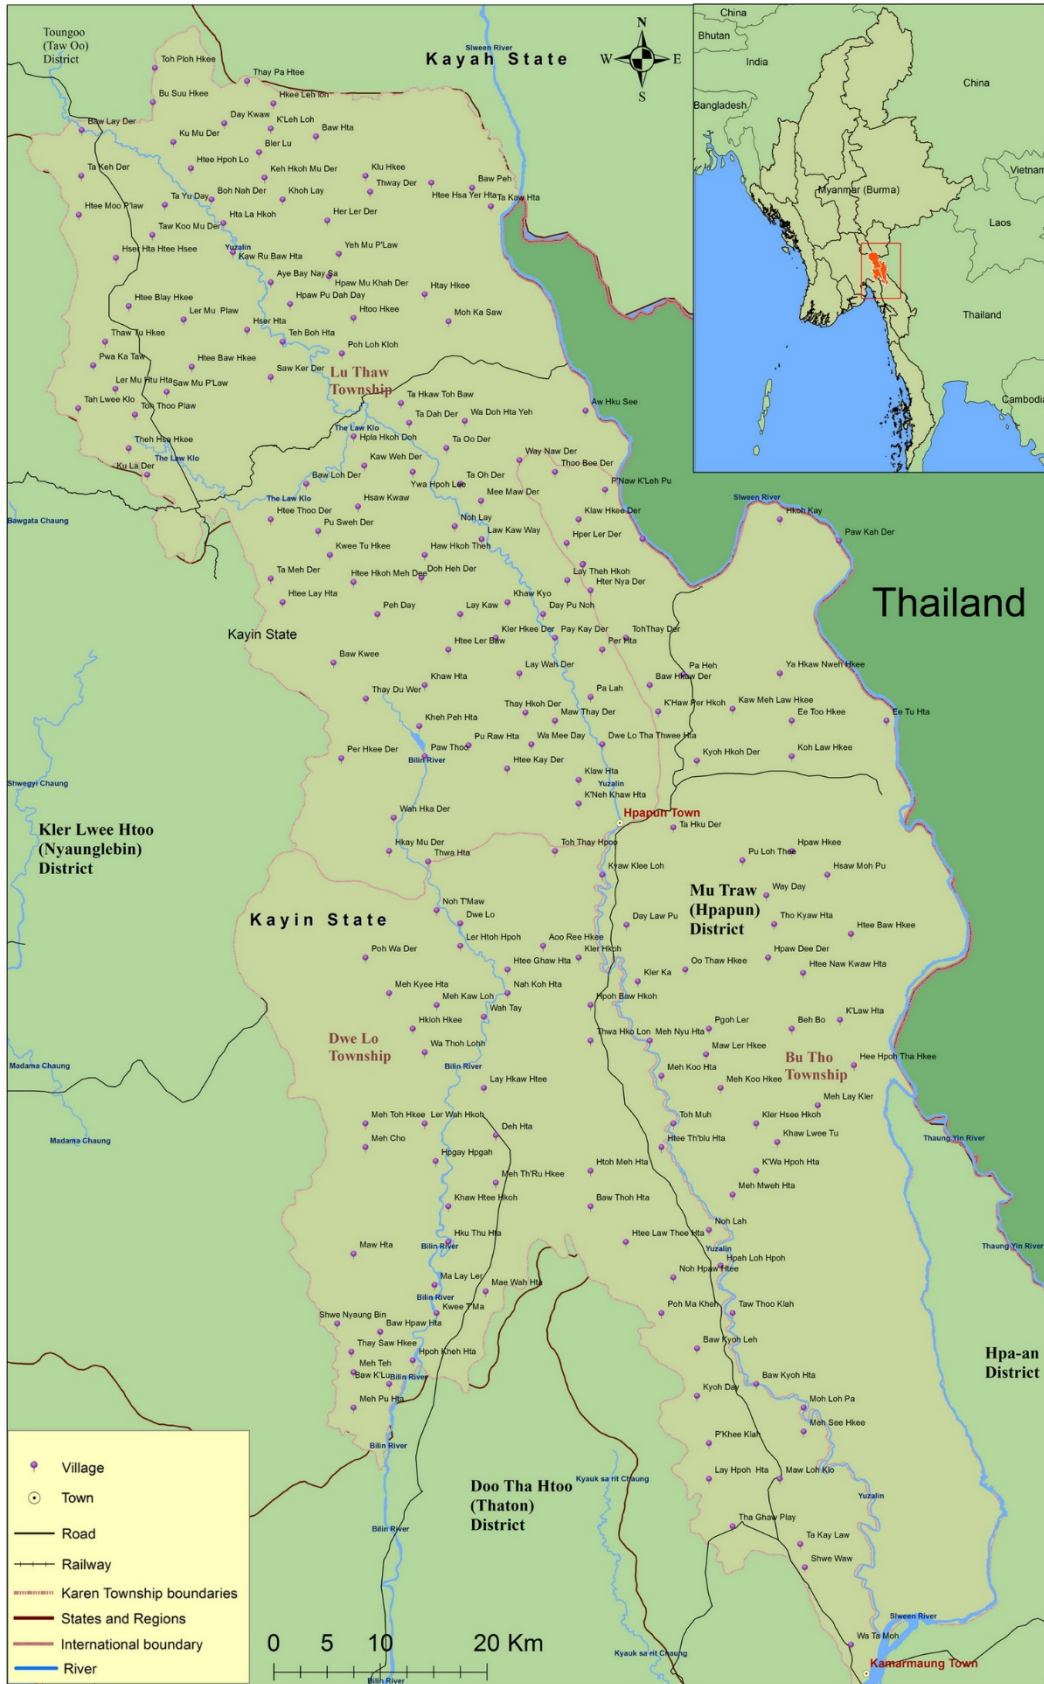 Toungoo
(Taw Oo)
District
Kayah State
Slween River
N
W
E
S
China
Bhutan
India
China
Bangladesh
Vietnam
Myanmar (Burma)
Laos
Thailand
Cambodia
Toh Ploh Hkee
Thay Pa Htee
Bu Suu Hkee
Hkee Leh loh
Day Kwaw
K'Leh Loh
Baw Lay Der
Baw Hta
Ku Mu Der
Bler Lu
Htee Hpoh Lo
Keh Hkoh Mu Der
Klu Hkee
Ta Keh Der
Thway Der
Baw Peh
Boh Nah Der
Khoh Lay
Htee Hsa Yer Hta
Ta Yu Day
Ta Kaw Hta
Htee Moo P'law
Hta La Hkoh
Her Ler Der
Taw Koo Mu Der
Hser Hta Htee Hsee
Yuzalin
Yeh Mu P'Law
Kaw Ru Baw Hta
Aye Bay Nay Sa
Hpaw Mu Khah Der
Htay Hkee
Htee Blay Hkee
Hpaw Pu Dah Day
Ler Mu Plaw
Htoo Hkee
Moh Ka Saw
Hser Hta
Thaw Tu Hkee
Teh Boh Hta
Poh Loh Kloh
Pwa Ka Taw
Htee Baw Hkee
Lu Thaw
Township
Saw Ker Der
Ler Mu Htu Hta
Saw Mu P'Law
Ta Hkaw Toh Baw
Tah Lwee Klo
Toh Thoo Plaw
Ta Dah Der
Wa Doh Hta Yeh
Aw Hku See
The Law Klo
Hpla Hkoh Doh
Theh Hsa Hkee
The Law Klo
Ta Oo Der
Ku La Der
Kaw Weh Der
Way Naw Der
Thoo Bee Der
Baw Loh Der
Ywa Hpoh Lee
Ta Oh Der
P'Naw K'Leh Pu
The Law Klo
Hsaw Kwaw
Mee Maw Der
Slween River
Htee Thoo Der
Klaw Hkee Der
Hkoh Kay
Bawgata Chaung
Pu Sweh Der
Noh Lay
Law Kaw Way
Hper Ler Der
Paw Kah Der
Kwee Tu Hkee
Haw Hkoh Theh
Ta Meh Der
Htee Hkoh Meh Dee
Doh Heh Der
Lay Theh Hkoh
Hter Nya Der
Thailand
Htee Lay Hta
Peh Day
Khaw Kyo
Lay Kaw
Day Pu Noh
Kayin State
Kler Hkee Der
Pay Kay Der
TohThay Der
Htee Ler Baw
Per Hta
Baw Kwee
Lay Wah Der
Pa Heh
Ya Hkaw Nweh Hkee
Khaw Hta
Baw Hkaw Der
Thay Du Wer
Pa Lah
Thay Hkoh Der
K'Haw Per Hkoh
Kaw Meh Law Hkee
Kheh Peh Hta
Maw Thay Der
Ee Too Hkee
Ee Tu Hta
Per Hkee Der
Paw Thoo
Pu Raw Hta
Wa Mee Day
Dwe Lo Tha Thwee Hta
Kyoh Hkoh Der
Koh Law Hkee
Bilin River
Htee Kay Der
Klaw Hta
Shwegyi Chaung
Yuzalin
K'Neh Khaw Hta
Wah Hka Der
Hpapun Town
Ta Hku Der
Kler Lwee Htoo
(Nyaunglebin)
District
Hkay Mu Der
Thwa Hta
Toh Thay Hpoo
Pu Loh Thee
Hpaw Hkee
Kyaw Klee Loh
Hsaw Moh Pu
Mu Traw
(Hpapun)
District
Way Day
Kayin State
Noh T'Maw
Dwe Lo
Day Law Pu
Tho Kyaw Hta
Htee Baw Hkee
Poh Wa Der
Ler Htoh Hpoh
Aoo Ree Hkee
Kler Hkoh
Hpaw Dee Der
Htee Ghaw Hta
Oo Thaw Hkee
Htee Naw Kwaw Hta
Kler Ka
Meh Kyee Hta
Nah Koh Hta
Meh Kaw Loh
Hpoh Baw Hkoh
Wah Tay
Hkloh Hkee
Dwe Lo
Township
Wa Thoh Lohh
Thwa Hko Lon
Meh Nyu Hta
Pgoh Ler
Beh Bo
K'Law Hta
Madama Chaung
Bilin River
Maw Ler Hkee
Bu Tho
Township
Hee Hpoh Tha Hkee
Lay Hkaw Htee
Meh Koo Hta
Meh Koo Hkee
Meh Lay Kler
Meh Toh Hkee
Ler Wah Hkoh
Deh Hta
Toh Muh
Kler Hsee Hkoh
Madama Chaung
Meh Cho
Htee Th'blu Hta
Khaw Lwee Tu
Thaung Yin River
Hpgay Hpgah
Meh Th'Ru Hkee
Htoh Meh Hta
K'Wa Hpoh Hta
Meh Mweh Hta
Khaw Htee Hkoh
Baw Thoh Hta
Maw Hta
Hku Thu Hta
Bilin River
Htee Law Thee Hta
Noh Lah
Yuzalin
Thaung Yin River
Hpah Loh Hpoh
Noh Hpaw Htee
Ma Lay Ler
Mae Wah Hta
Bilin River
Kwee T'Ma
Poh Ma Kheh
Taw Thoo Klah
Shwe Nyaung Bin
Baw Hpaw Hta
Thay Saw Hkee
Hpoh Kheh Hta
Baw Kyoh Leh
Hpa-an
District
Meh Teh
Baw K'Lu
Bilin River
Kyoh Day
Baw Kyoh Hta
Meh Pu Hta
Moh Loh Pa
Moh See Hkee
Bilin River
P'Khee Klah
Village
Town
Road
Railway
Karen Township boundaries
States and Regions
International boundary
River
Doo Tha Htoo
(Thaton)
District
Kyauk sa rit Chaung
Lay Hpoh Hta
Maw Loh Klo
Yuzalin
Bilin River
Tha Ghaw Play
Ta Kay Law
Shwe Waw
Slween River
0 5 10 20 Km
Kyauk sa rit Chaung
Wa Ta Moh
Kamarmaung Town
Bilin River